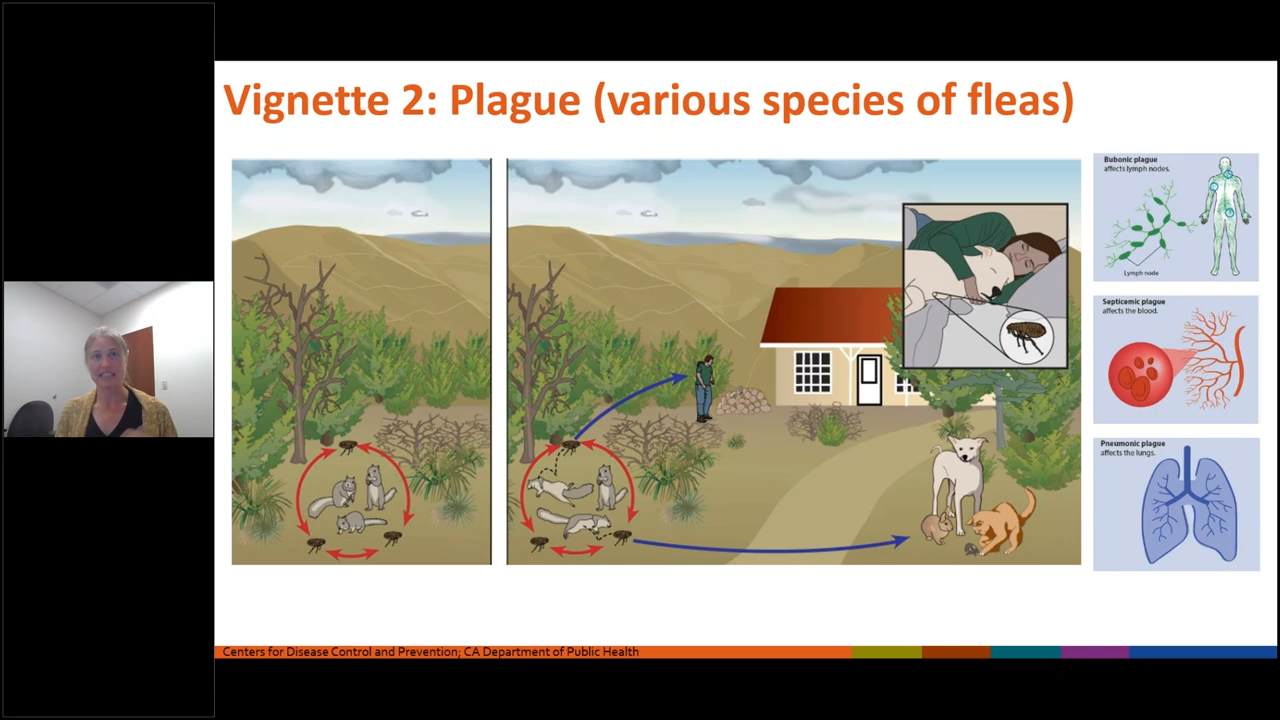 Vignette 2: Plague (various species of fleas)
Bubonic plague
affects lymph nodes.
Lymph node
Septicemic plague
affects the blood.
Pneumonic plague
affects the lungs.
Centers for Disease Control and Prevention; CA Department of Public Health